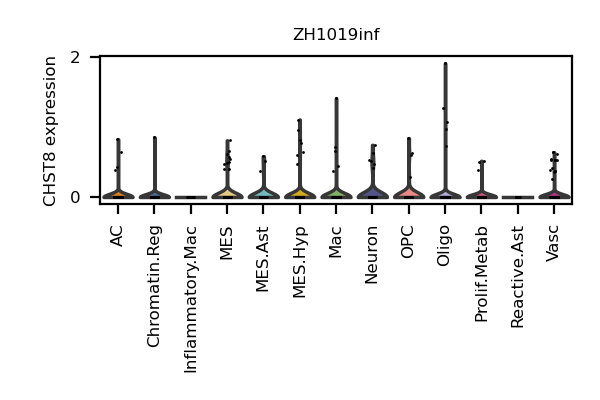 ZH1019inf
CHST8 expression
2
0
AC
Chromatin.Reg
Inflammatory.Mac
MES
MES.Ast
MES.Hyp
Mac
Neuron
OPC
Oligo
Prolif.Metab
Reactive.Ast
Vasc